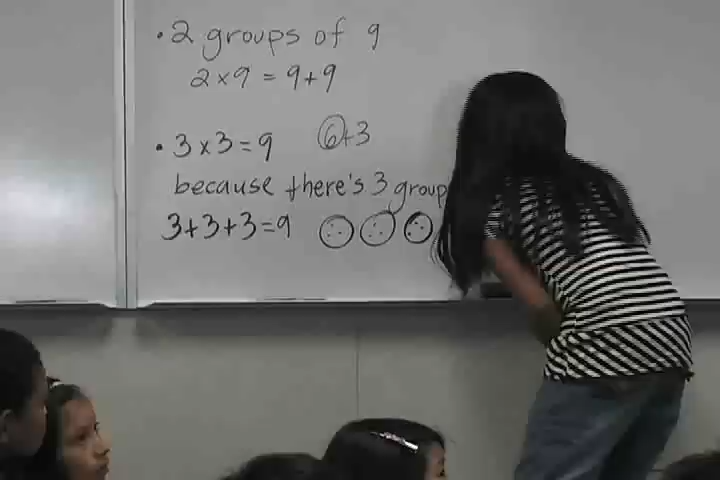 • 2 groups of 9
2 x 9 = 9+9
• 3 x 3 = 9 6+3
because there's 3 group
3+3+3=9